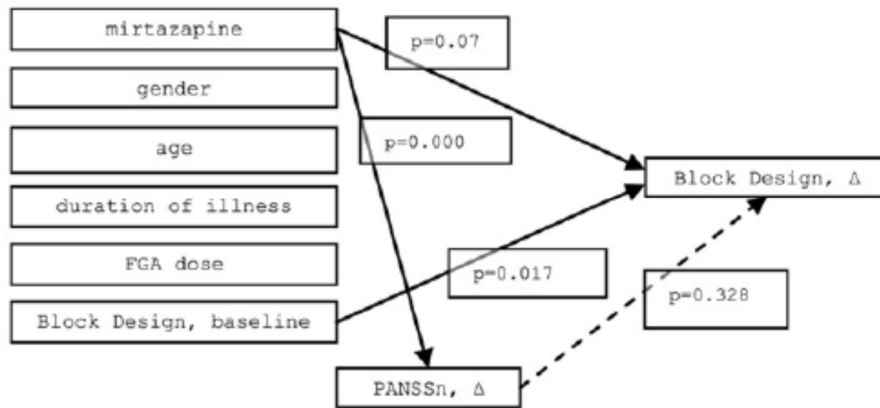 mirtazapine
p=0.07
gender
age
p=0.000
Block Design, Δ
duration of illness
FGA dose
p=0.017
p=0.328
Block Design, baseline
PANSSn, Δ